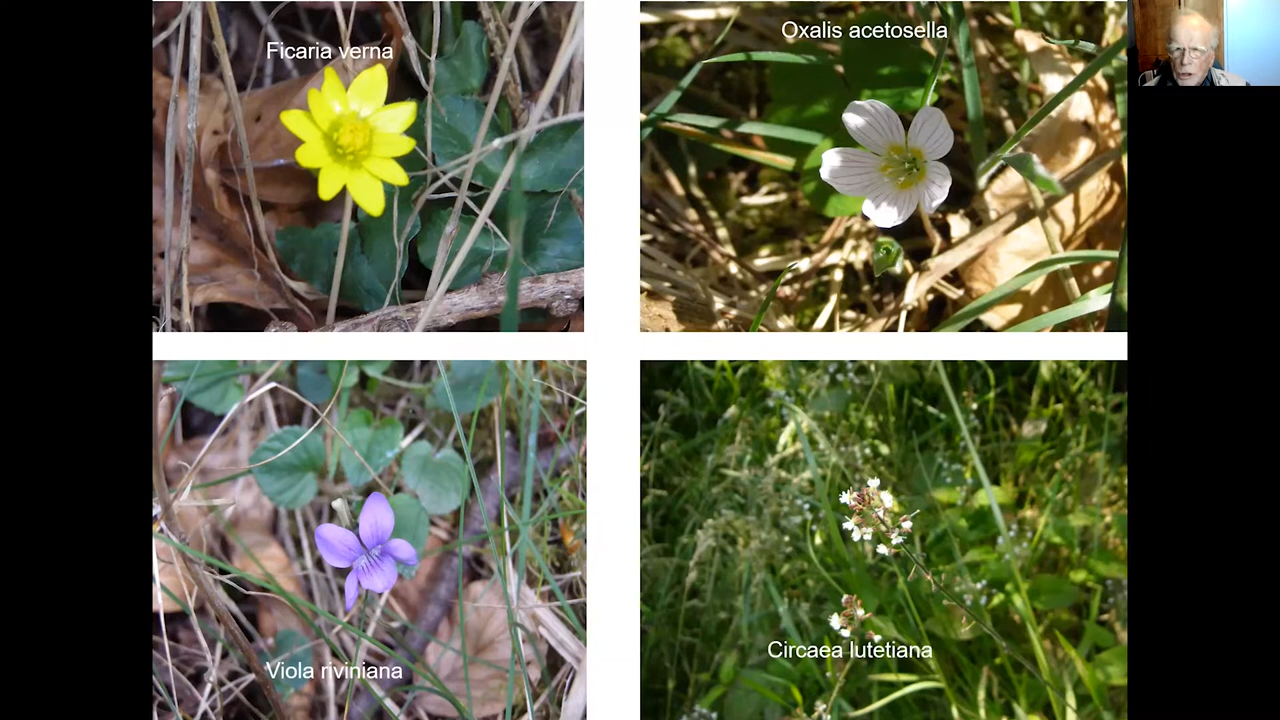 Ficaria verna
Oxalis acetosella
Viola riviniana
Circaea lutetiana